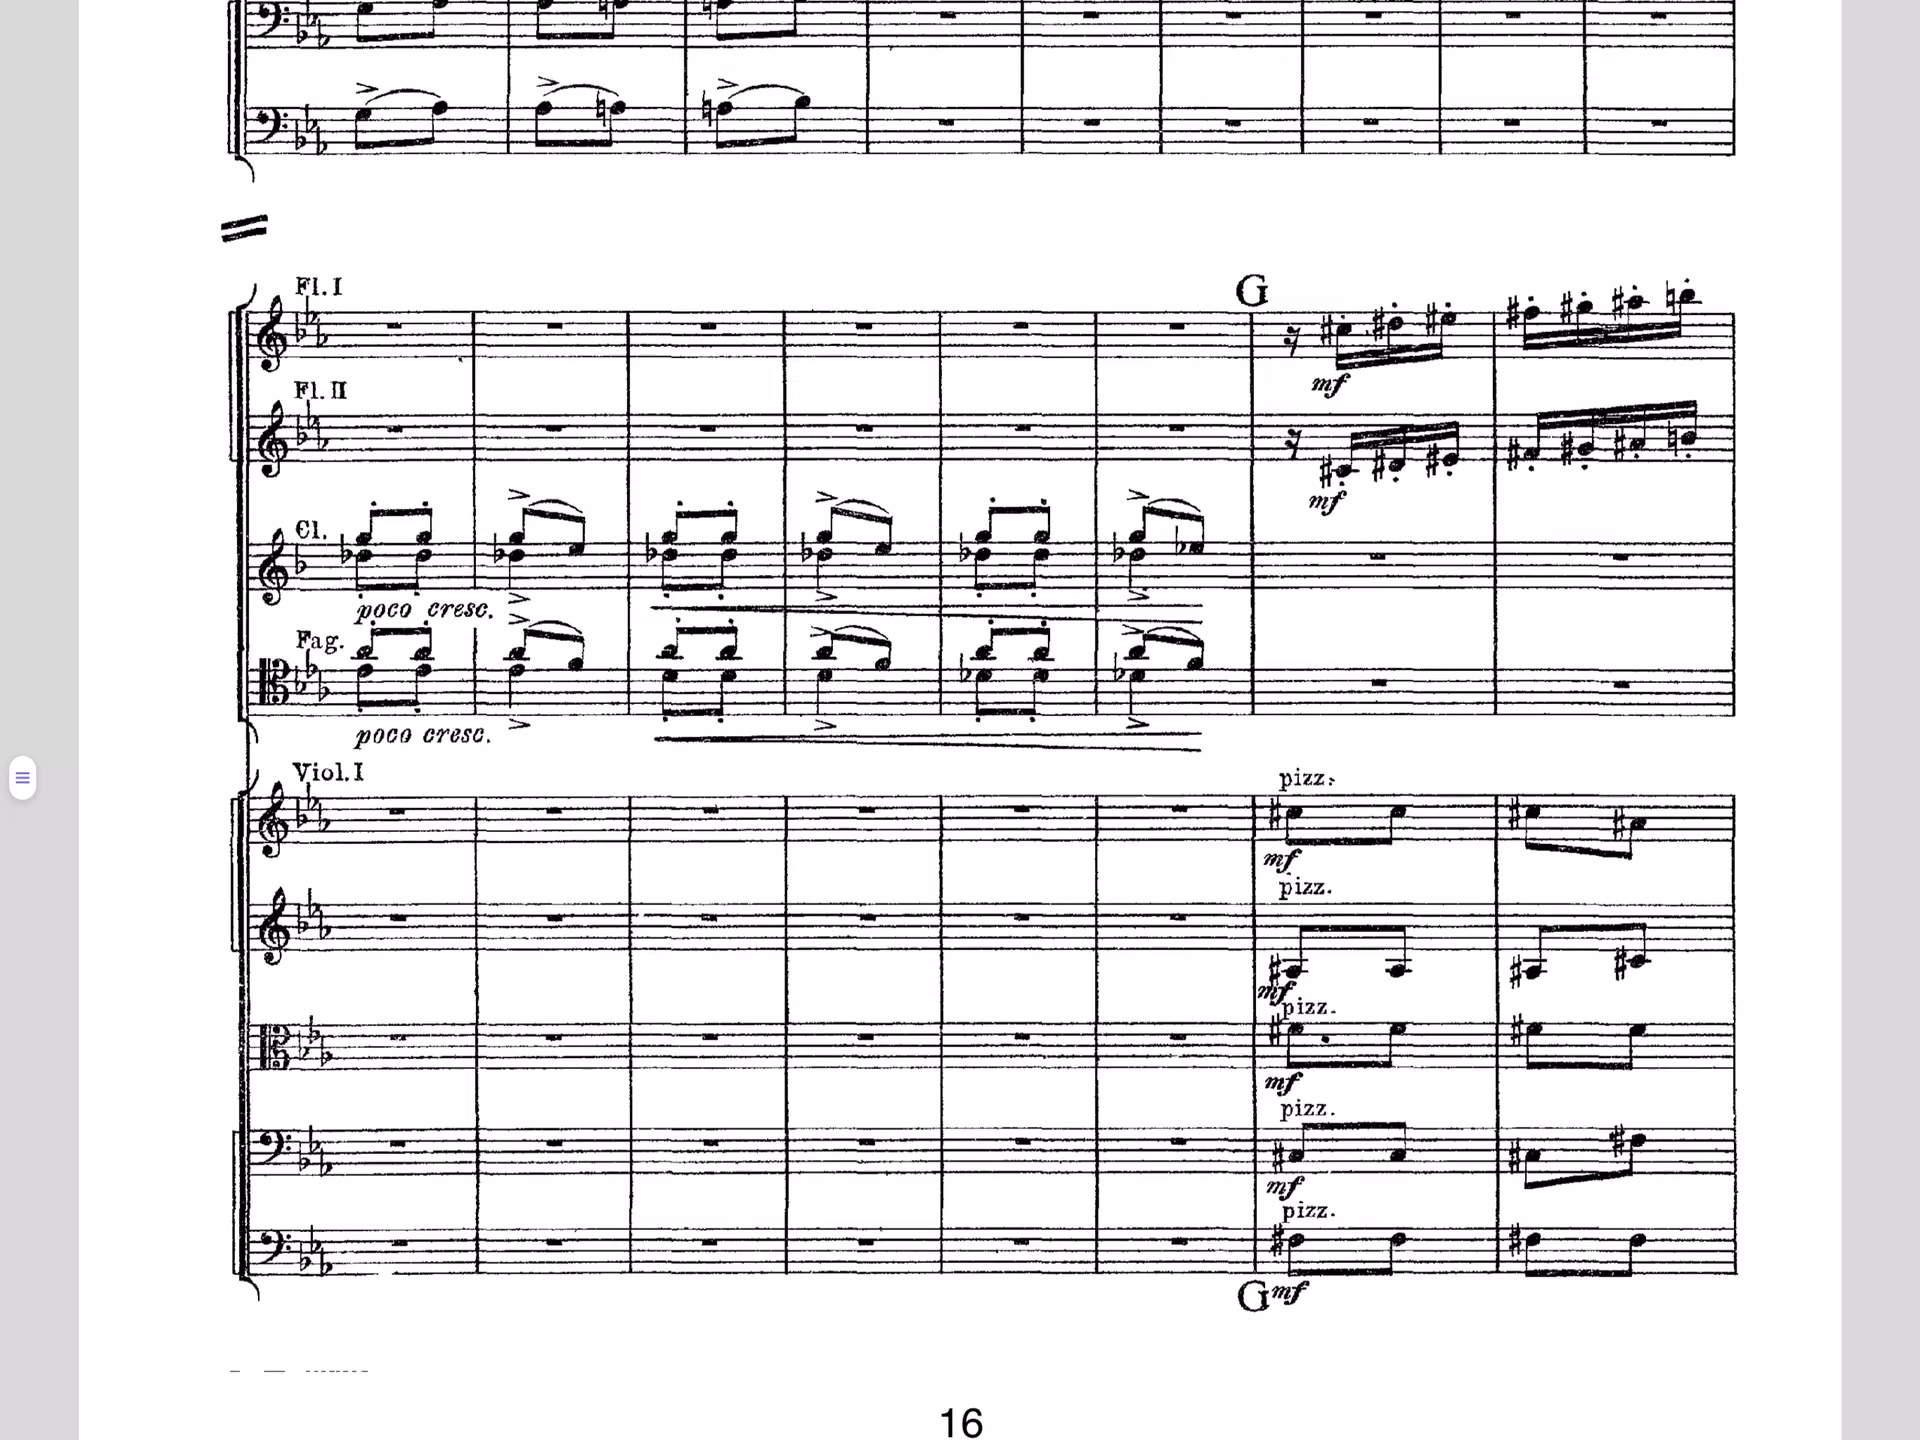 Fl. I
G
mf
Fl. II
mf
Cl.
poco cresc.
Fag.
poco cresc.
Viol. I
pizz.
mf
pizz.
mf
pizz.
mf
pizz.
mf
pizz.
G mf
16